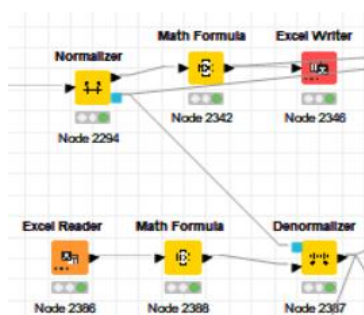 Math Formula
Excel Writer
Normalizer
Node 2342
Node 2346
Node 2294
Excel Reader
Math Formula
Denormalizer
Node 2386
Node 2388
Node 2387